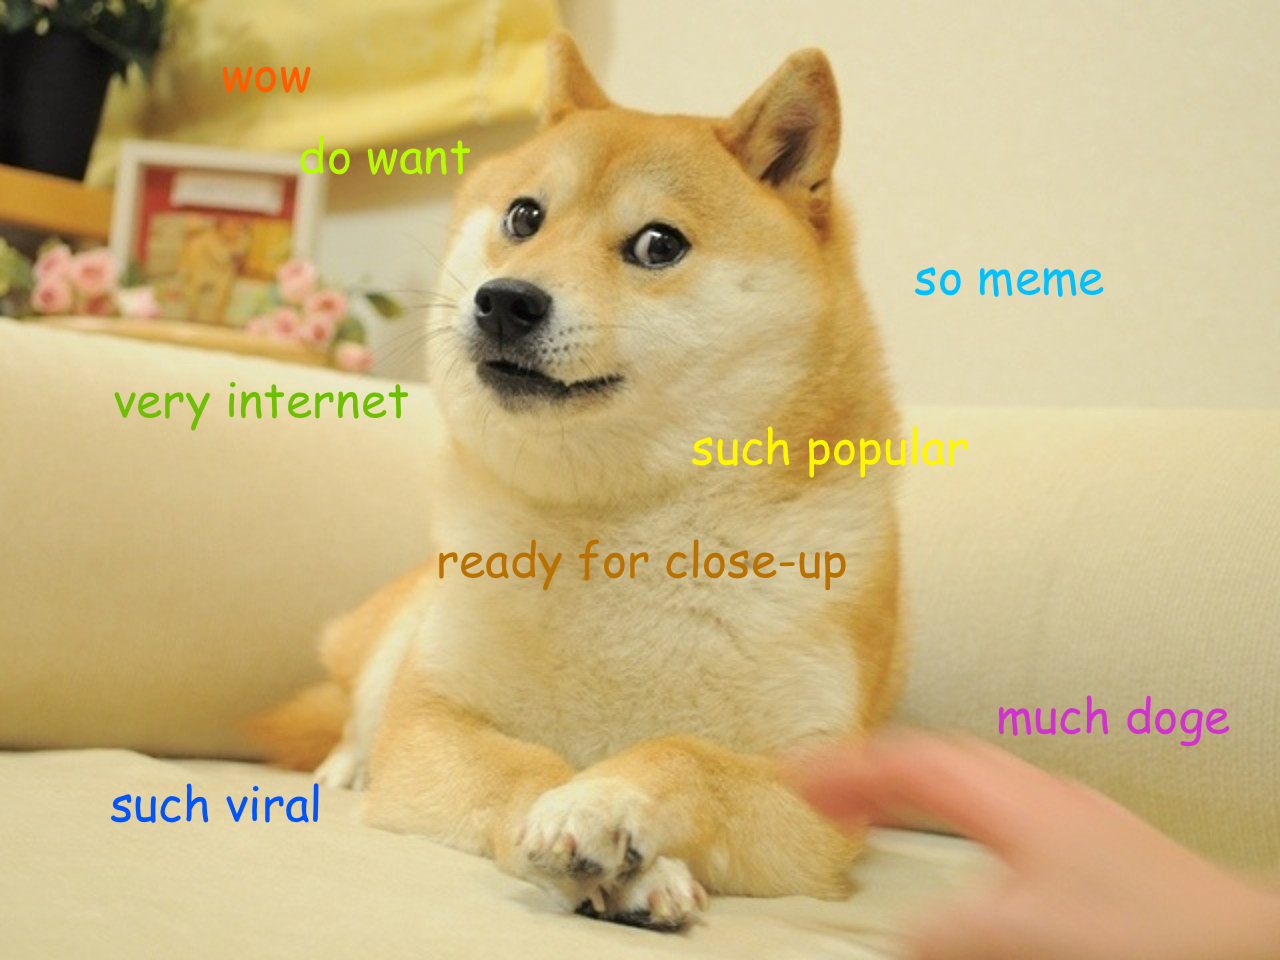 wow
do want
so meme
very internet
such popular
ready for close-up
much doge
such viral